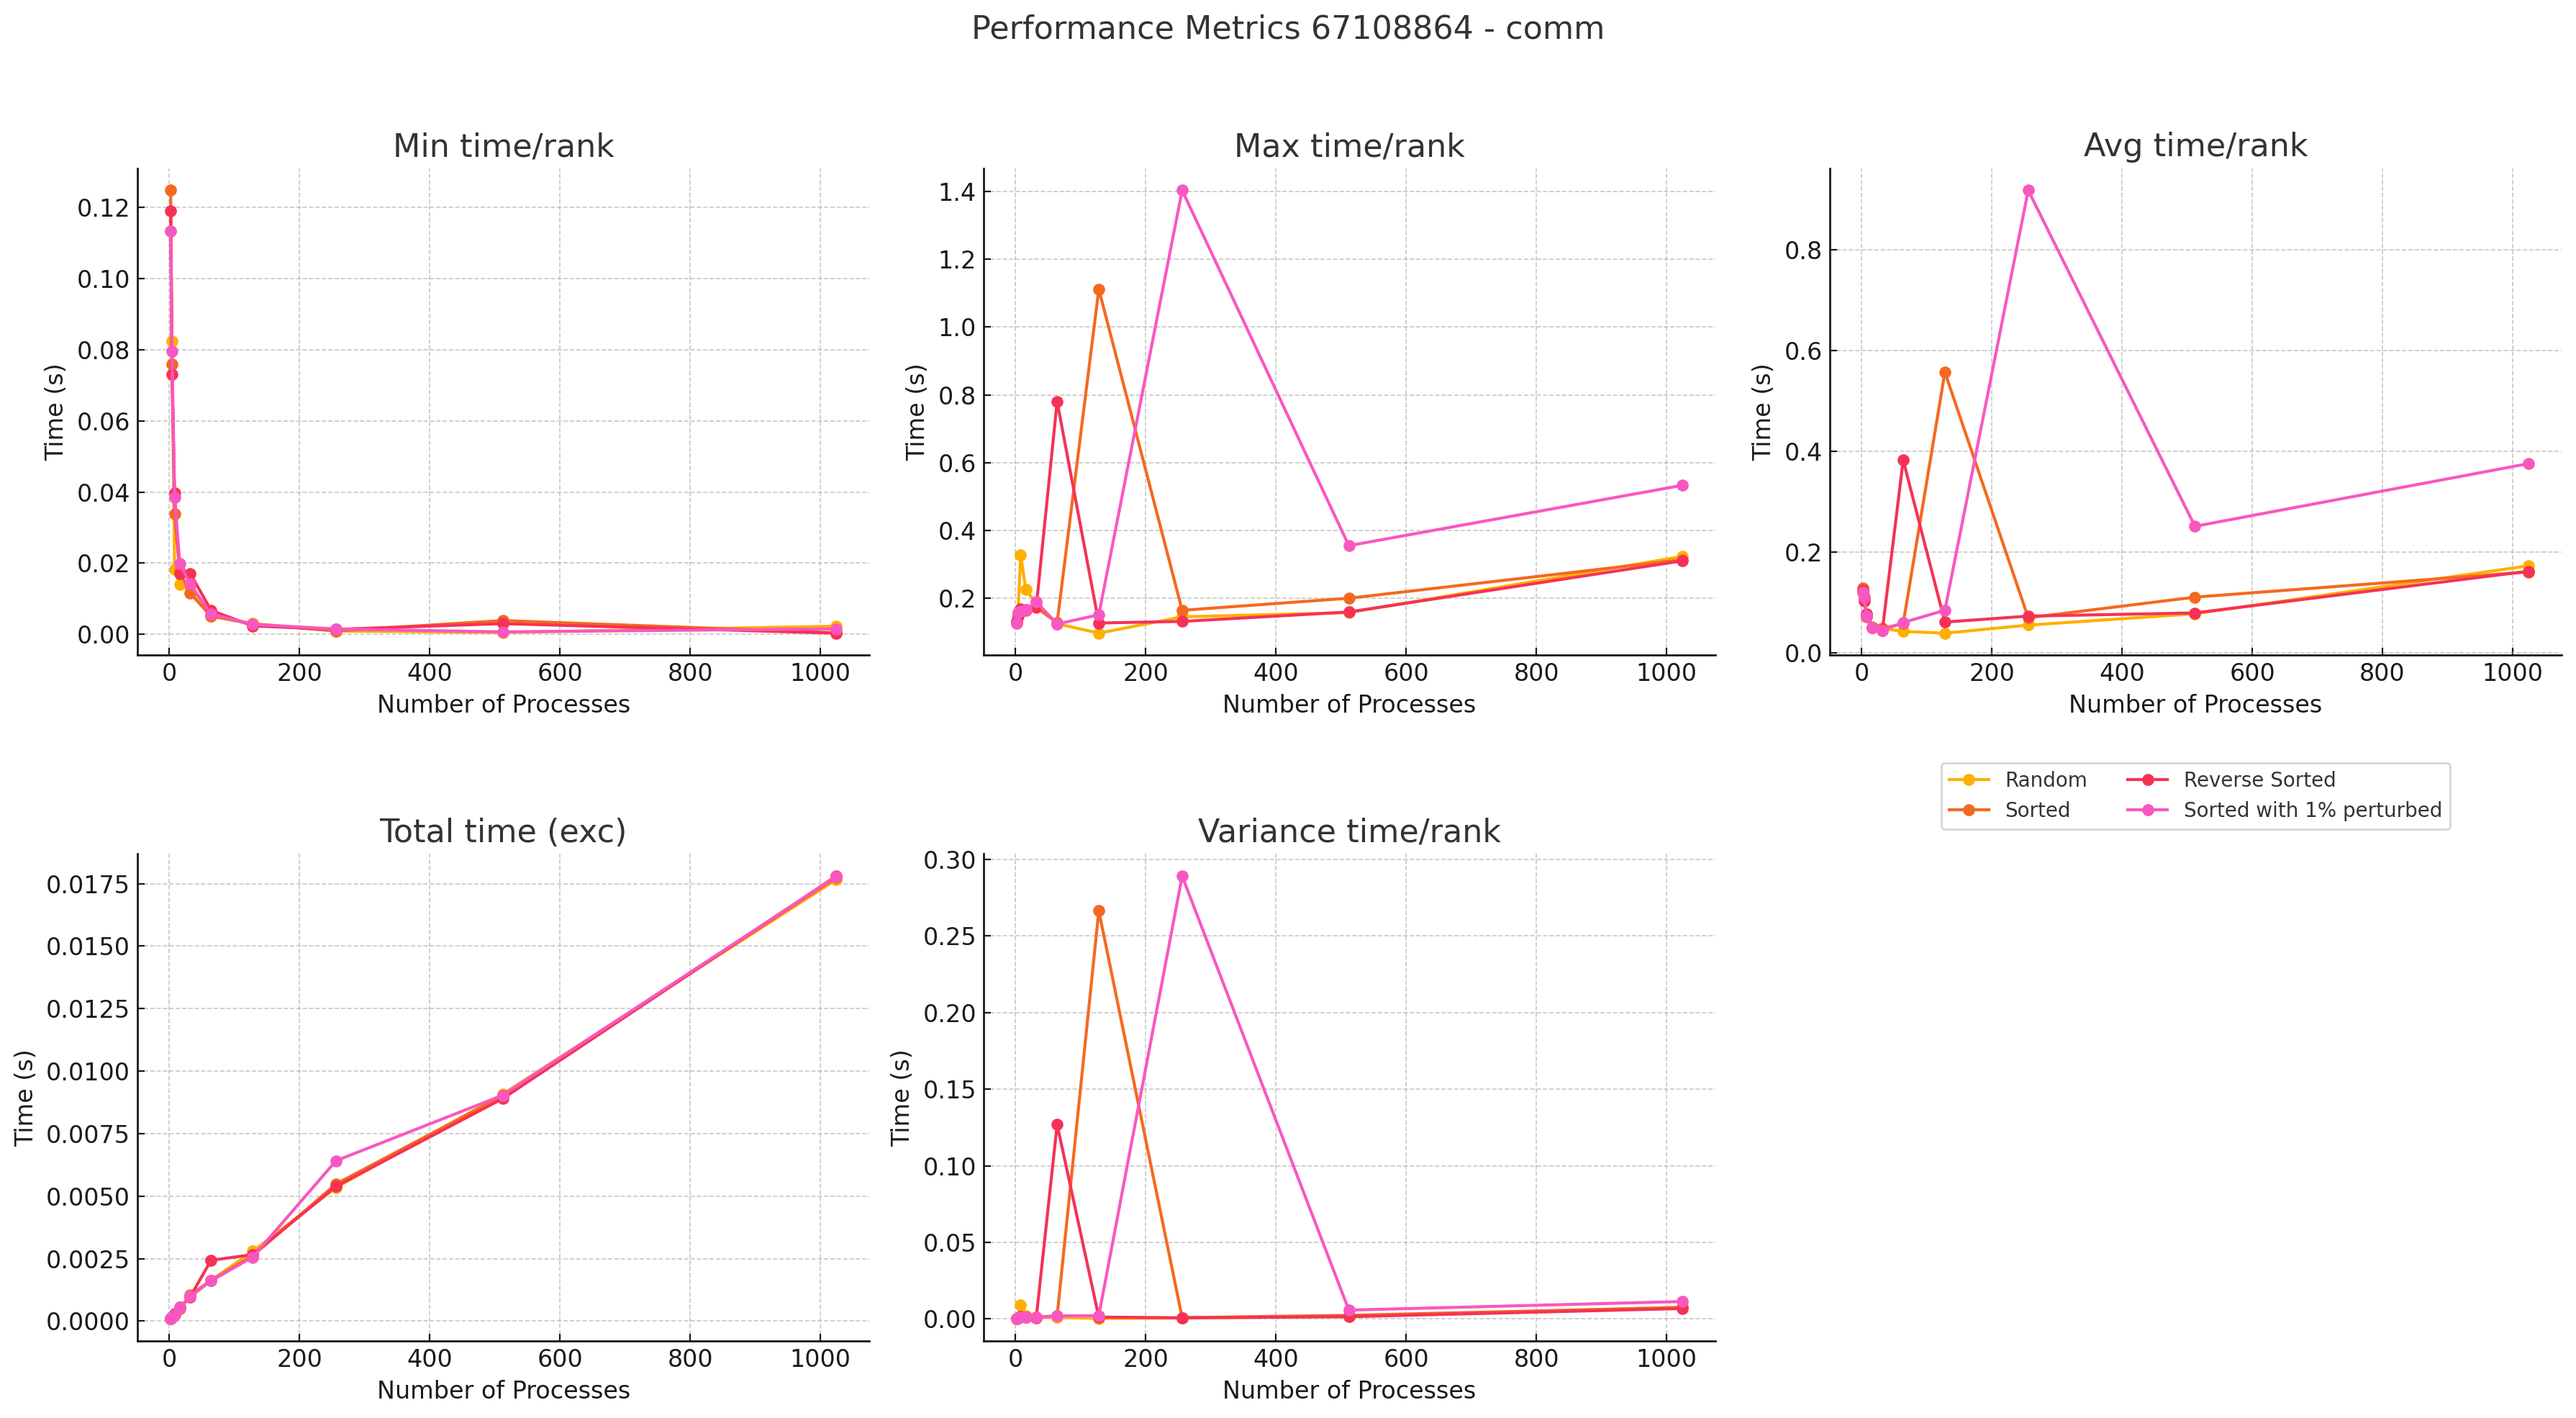 Performance Metrics 67108864 - comm
Min time/rank
Time (s)
0.12
0.10
0.08
0.06
0.04
0.02
0.00
0 200 400 600 800 1000
Number of Processes
Max time/rank
Time (s)
1.4
1.2
1.0
0.8
0.6
0.4
0.2
0 200 400 600 800 1000
Number of Processes
Avg time/rank
Time (s)
0.8
0.6
0.4
0.2
0.0
0 200 400 600 800 1000
Number of Processes
Random
Sorted
Reverse Sorted
Sorted with 1% perturbed
Total time (exc)
Time (s)
0.0175
0.0150
0.0125
0.0100
0.0075
0.0050
0.0025
0.0000
0 200 400 600 800 1000
Number of Processes
Variance time/rank
Time (s)
0.30
0.25
0.20
0.15
0.10
0.05
0.00
0 200 400 600 800 1000
Number of Processes